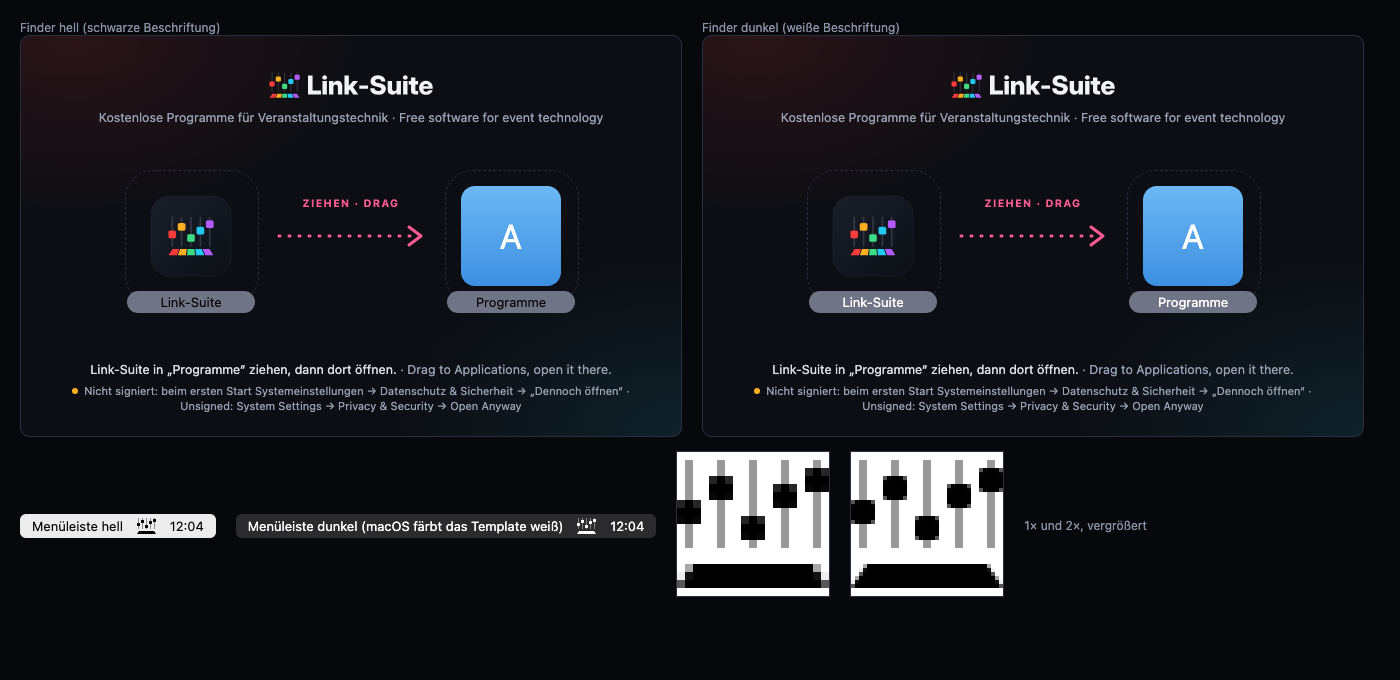 Finder hell (schwarze Beschriftung)
Link-Suite
Kostenlose Programme für Veranstaltungstechnik · Free software for event technology
ZIEHEN · DRAG
A
Link-Suite
Programme
Link-Suite in „Programme” ziehen, dann dort öffnen. · Drag to Applications, open it there.
Nicht signiert: beim ersten Start Systemeinstellungen → Datenschutz & Sicherheit → „Dennoch öffnen” ·
Unsigned: System Settings → Privacy & Security → Open Anyway
Finder dunkel (weiße Beschriftung)
Link-Suite
Kostenlose Programme für Veranstaltungstechnik · Free software for event technology
ZIEHEN · DRAG
A
Link-Suite
Programme
Link-Suite in „Programme” ziehen, dann dort öffnen. · Drag to Applications, open it there.
Nicht signiert: beim ersten Start Systemeinstellungen → Datenschutz & Sicherheit → „Dennoch öffnen” ·
Unsigned: System Settings → Privacy & Security → Open Anyway
Menüleiste hell 12:04
Menüleiste dunkel (macOS färbt das Template weiß) 12:04
1× und 2×, vergrößert